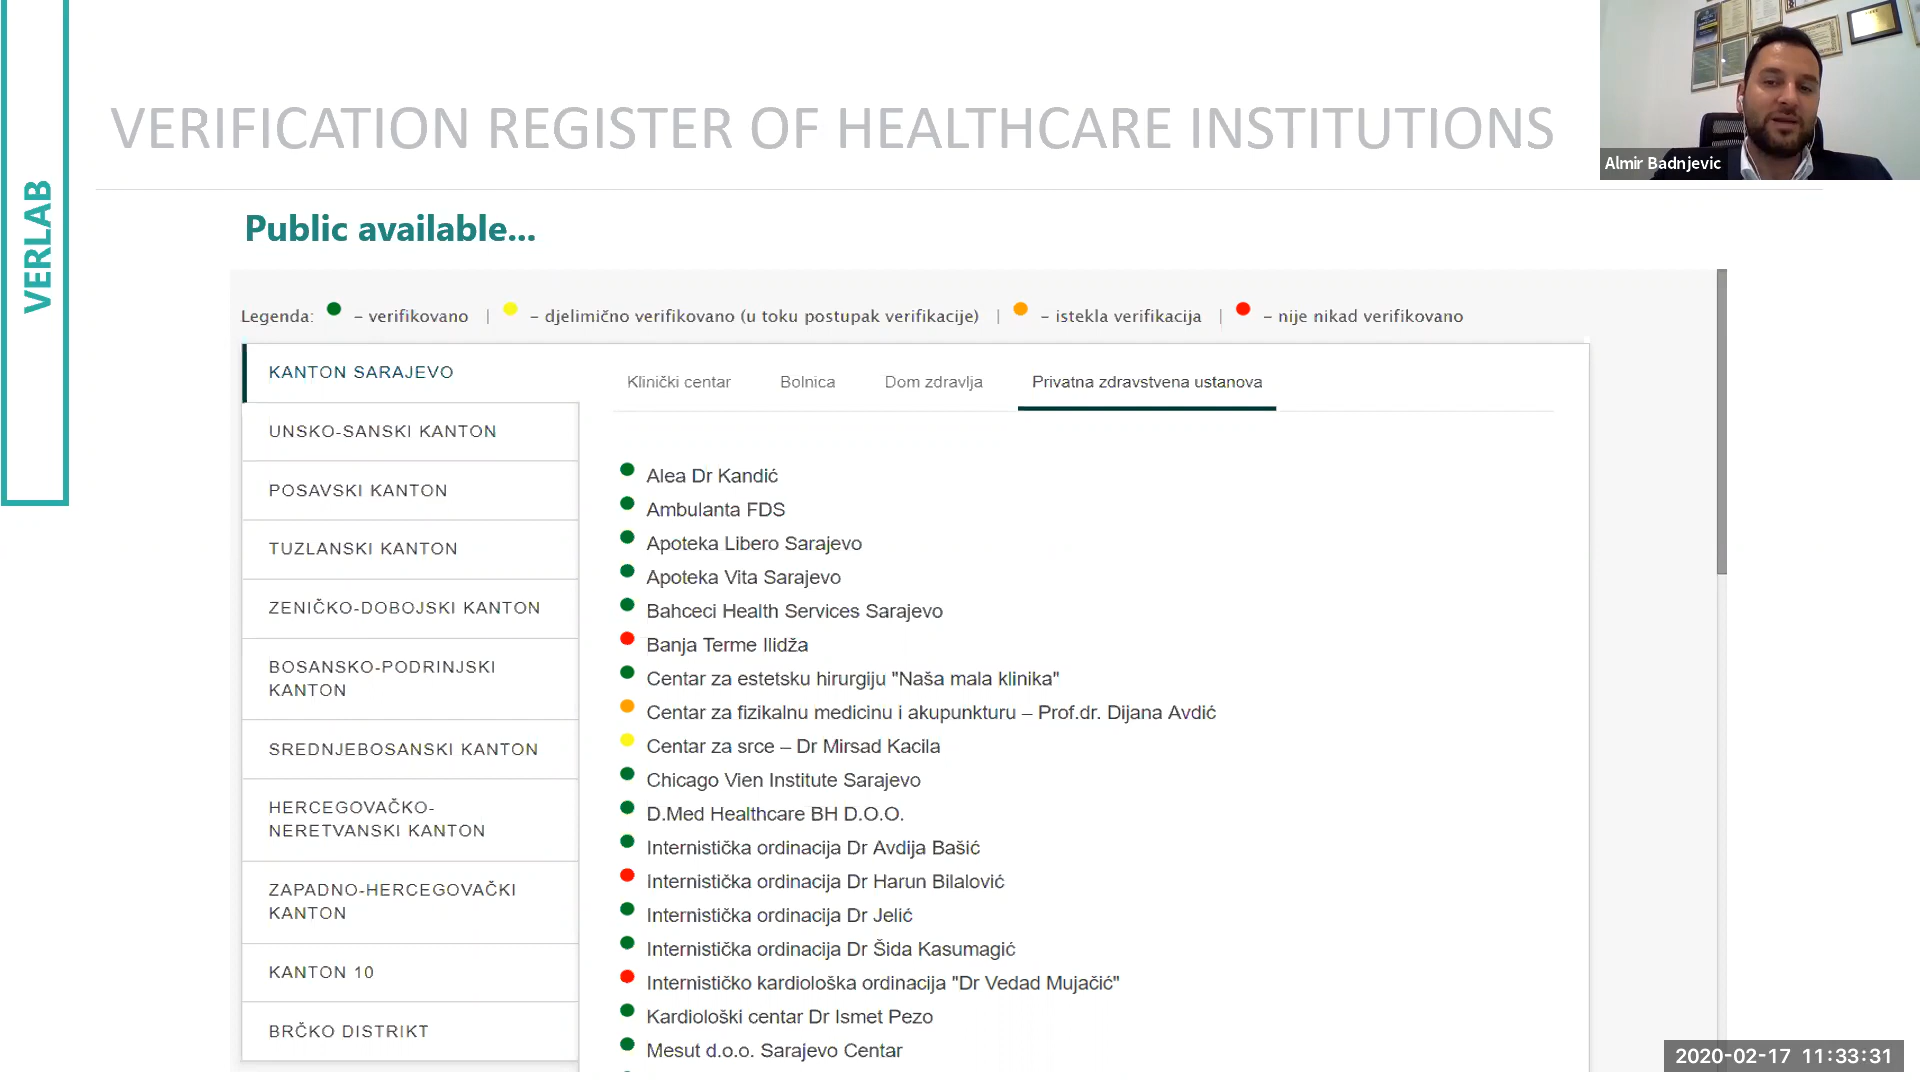 VERLAB
VERIFICATION REGISTER OF HEALTHCARE INSTITUTIONS
Almir Badnjevic
Public available...
Legenda: – verifikovano | – djelimično verifikovano (u toku postupak verifikacije) | – istekla verifikacija | – nije nikad verifikovano
KANTON SARAJEVO
UNSKO-SANSKI KANTON
POSAVSKI KANTON
TUZLANSKI KANTON
ZENIČKO-DOBOJSKI KANTON
BOSANSKO-PODRINJSKI
KANTON
SREDNJEBOSANSKI KANTON
HERCEGOVAČKO-
NERETVANSKI KANTON
ZAPADNO-HERCEGOVAČKI
KANTON
KANTON 10
BRČKO DISTRIKT
Klinički centar Bolnica Dom zdravlja Privatna zdravstvena ustanova
Alea Dr Kandić
Ambulanta FDS
Apoteka Libero Sarajevo
Apoteka Vita Sarajevo
Bahceci Health Services Sarajevo
Banja Terme Ilidža
Centar za estetsku hirurgiju "Naša mala klinika"
Centar za fizikalnu medicinu i akupunkturu – Prof.dr. Dijana Avdić
Centar za srce – Dr Mirsad Kacila
Chicago Vien Institute Sarajevo
D.Med Healthcare BH D.O.O.
Internistička ordinacija Dr Avdija Bašić
Internistička ordinacija Dr Harun Bilalović
Internistička ordinacija Dr Jelić
Internistička ordinacija Dr Šida Kasumagić
Internističko kardiološka ordinacija "Dr Vedad Mujačić"
Kardiološki centar Dr Ismet Pezo
Mesut d.o.o. Sarajevo Centar
2020-02-17 11:33:31